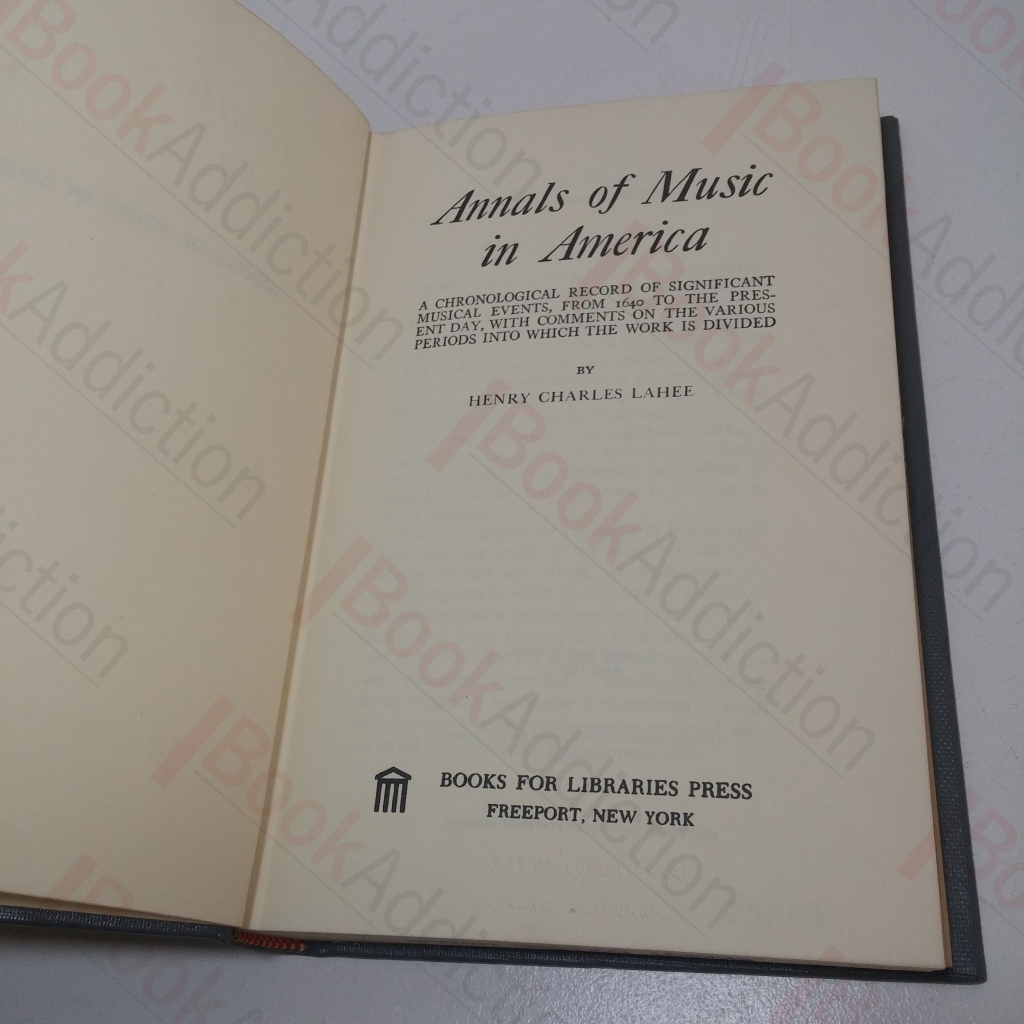 Annals of Music
in America
A CHRONOLOGICAL RECORD OF SIGNIFICANT
MUSICAL EVENTS, FROM 1640 TO THE PRES-
ENT DAY, WITH COMMENTS ON THE VARIOUS
PERIODS INTO WHICH THE WORK IS DIVIDED
BY
HENRY CHARLES LAHEE
BOOKS FOR LIBRARIES PRESS
FREEPORT, NEW YORK
BookAddiction